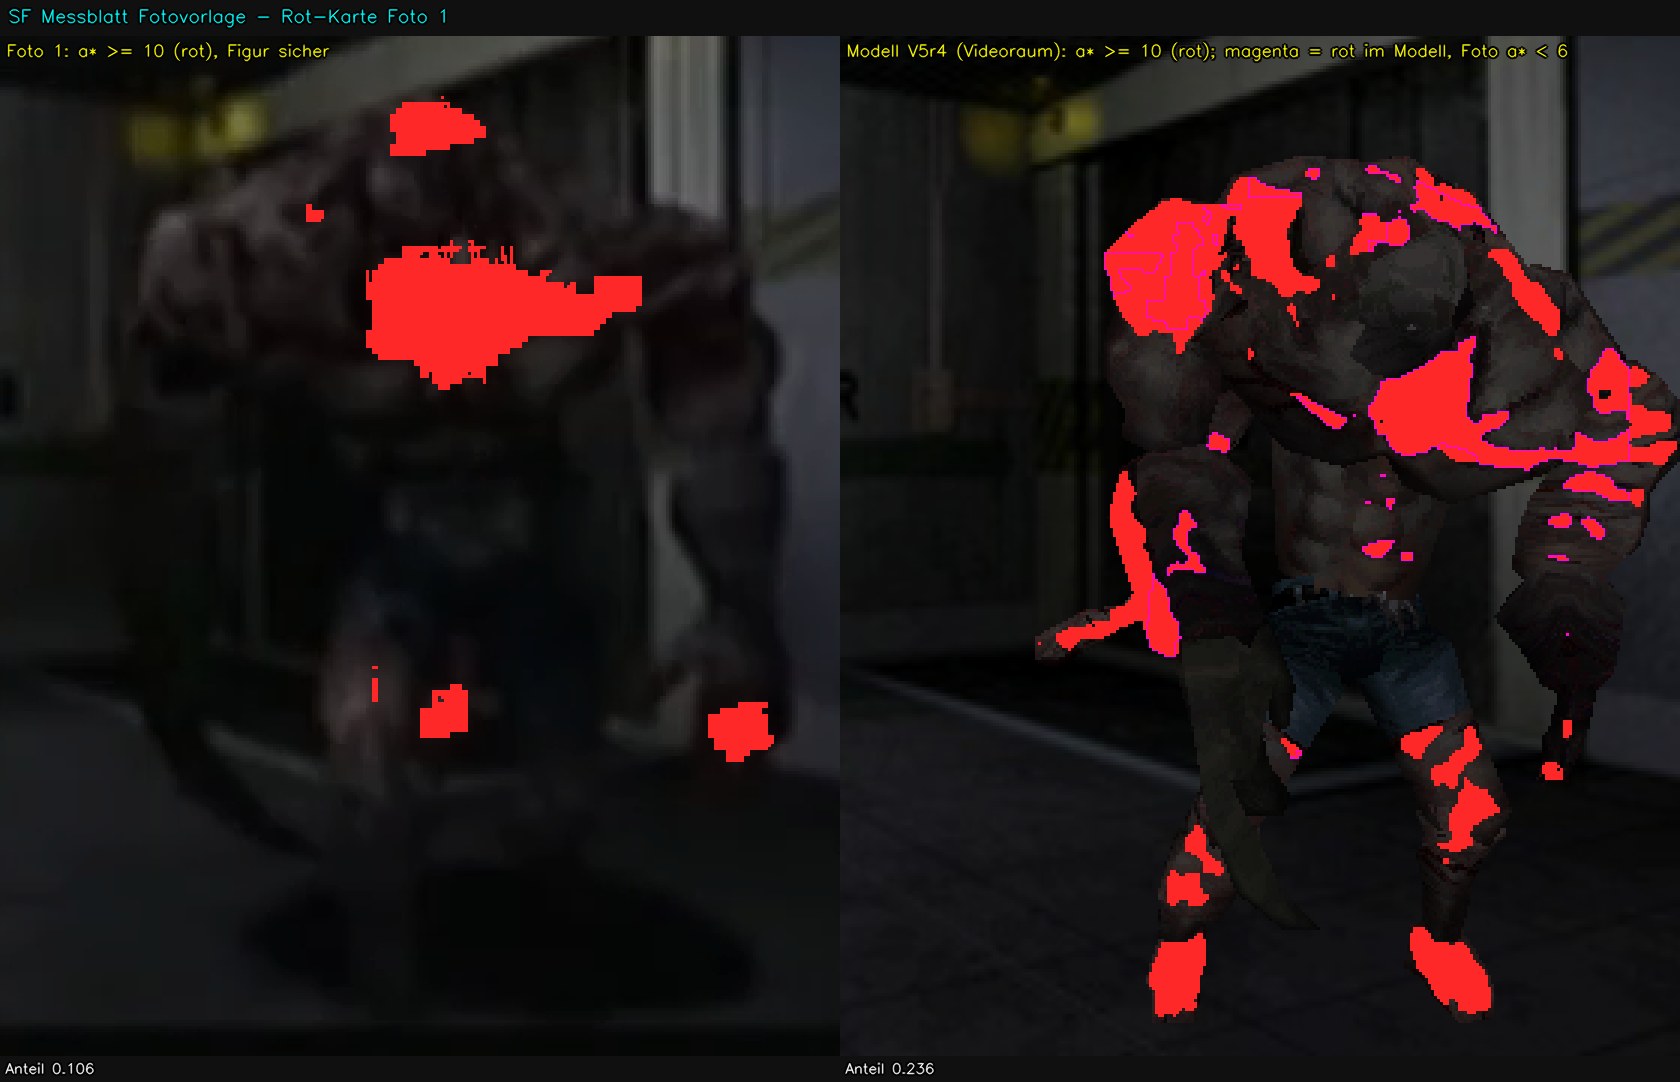 SF Messblatt Fotovorlage – Rot–Karte Foto 1
Foto 1: a* >= 10 (rot), Figur sicher
Modell V5r4 (Videoraum): a* >= 10 (rot); magenta = rot im Modell, Foto a* < 6
Anteil 0.106
Anteil 0.236